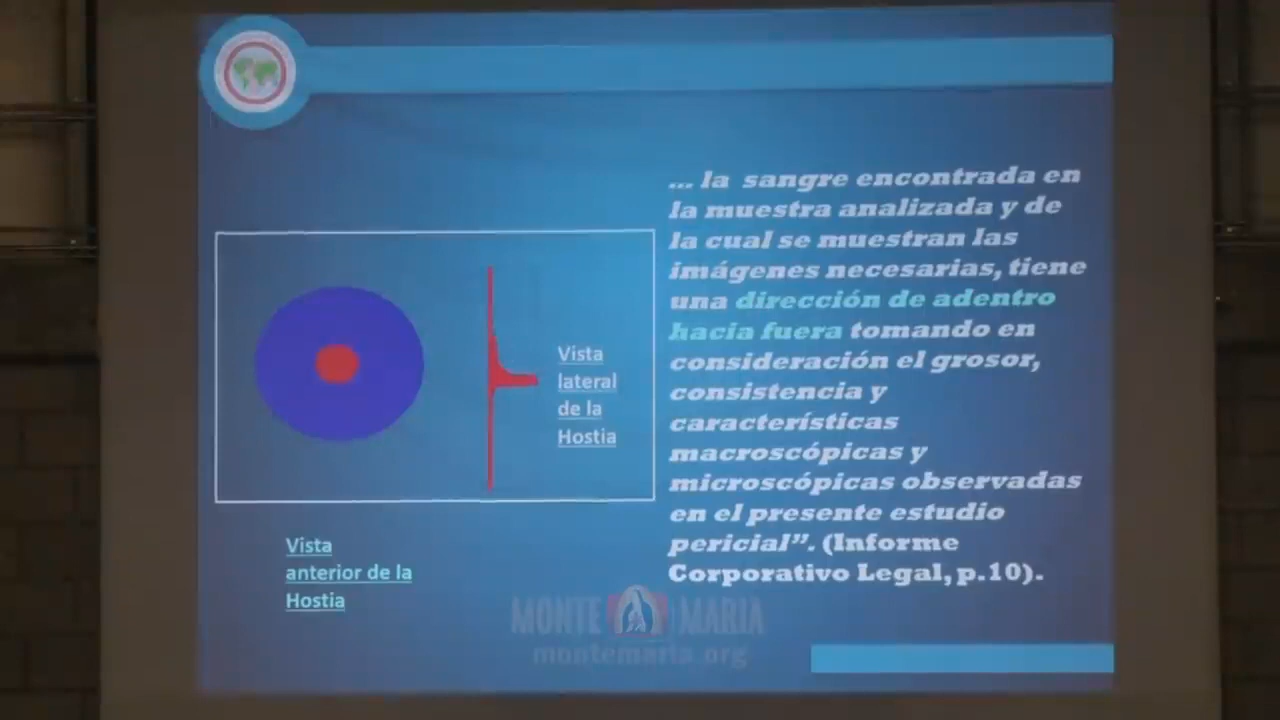 ... la sangre encontrada en
la muestra analizada y de
la cual se muestran las
imágenes necesarias, tiene
una dirección de adentro
hacia fuera tomando en
consideración el grosor,
consistencia y
características
macroscópicas y
microscópicas observadas
en el presente estudio
pericial”. (Informe
Corporativo Legal, p.10).
Vista
lateral
de la
Hostia
Vista
anterior de la
Hostia
MONTE MARIA
montemaria.org